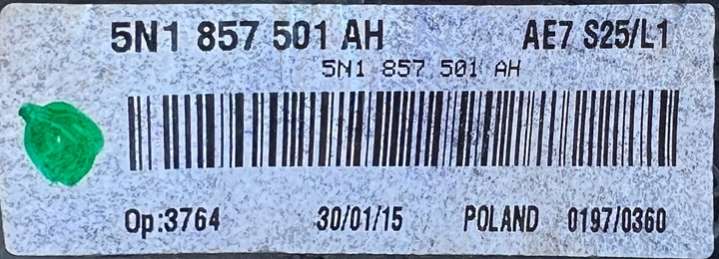 5N1 857 501 AH AE7 S25/L1
5N1 857 501 AH
Op:3764 30/01/15 POLAND 0197/0360